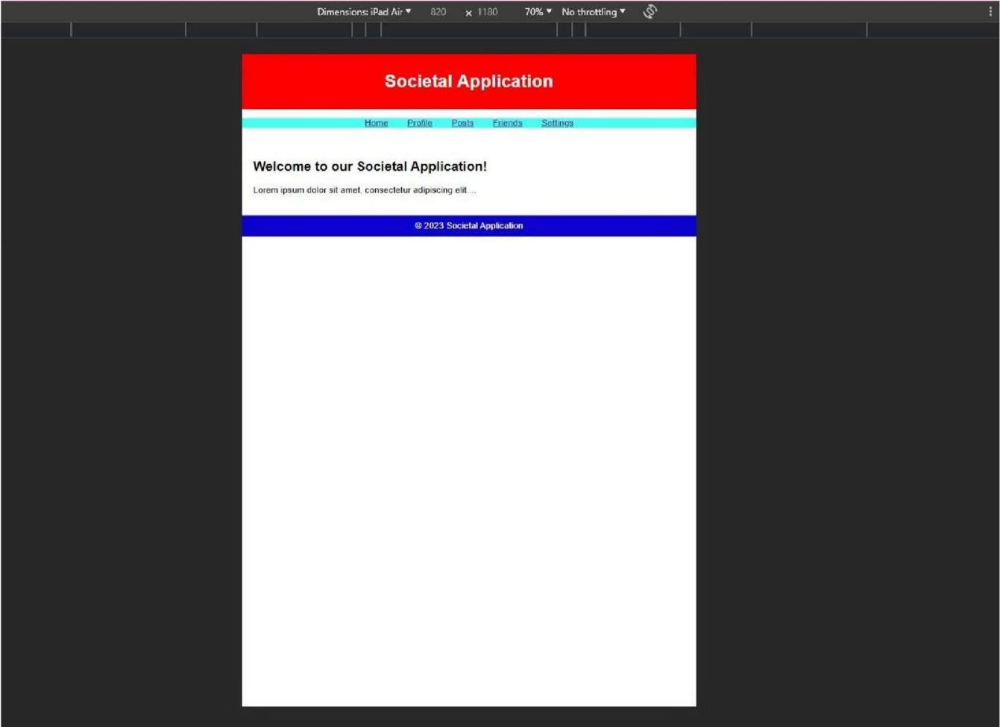 Dimensions: iPad Air ▼ 820 × 1180 70% ▼ No throttling ▼
Societal Application
Home Profile Posts Friends Settings
Welcome to our Societal Application!
Lorem ipsum dolor sit amet, consectetur adipiscing elit....
© 2023 Societal Application